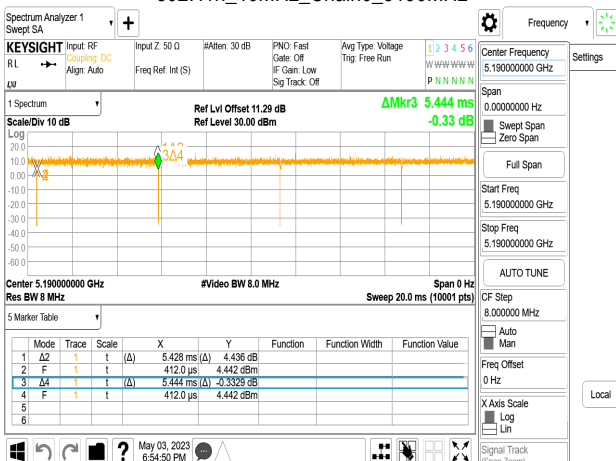 Spectrum Analyzer 1
Swept SA
Frequency
KEYSIGHT
Input: RF
Input Z: 50 Ω
#Atten: 30 dB
PNO: Fast
Avg Type: Voltage
1 2 3 4 5 6
R L
Coupling: DC
Gate: Off
Trig: Free Run
W W W W W W
Align: Auto
Freq Ref: Int (S)
IF Gain: Low
Sig Track: Off
P N N N N N
LXI
1 Spectrum
Ref Lvl Offset 11.29 dB
ΔMkr3 5.444 ms
Scale/Div 10 dB
Ref Level 30.00 dBm
-0.33 dB
Log
20.0
10.0
0.00
-10.0
-20.0
-30.0
-40.0
-50.0
-60.0
3Δ4
Center 5.190000000 GHz
#Video BW 8.0 MHz
Span 0 Hz
Res BW 8 MHz
Sweep 20.0 ms (10001 pts)
5 Marker Table
Mode Trace Scale X Y Function Function Width Function Value
1 Δ2 1 t (Δ) 5.428 ms (Δ) 4.436 dB
2 F 1 t 412.0 µs 4.442 dBm
3 Δ4 1 t (Δ) 5.444 ms (Δ) -0.3329 dB
4 F 1 t 412.0 µs 4.442 dBm
5
6
?
May 03, 2023
6:54:50 PM
Center Frequency
5.190000000 GHz
Settings
Span
0.00000000 Hz
Swept Span
Zero Span
Full Span
Start Freq
5.190000000 GHz
Stop Freq
5.190000000 GHz
AUTO TUNE
CF Step
8.000000 MHz
Auto
Man
Freq Offset
0 Hz
X Axis Scale
Log
Lin
Local
Signal Track